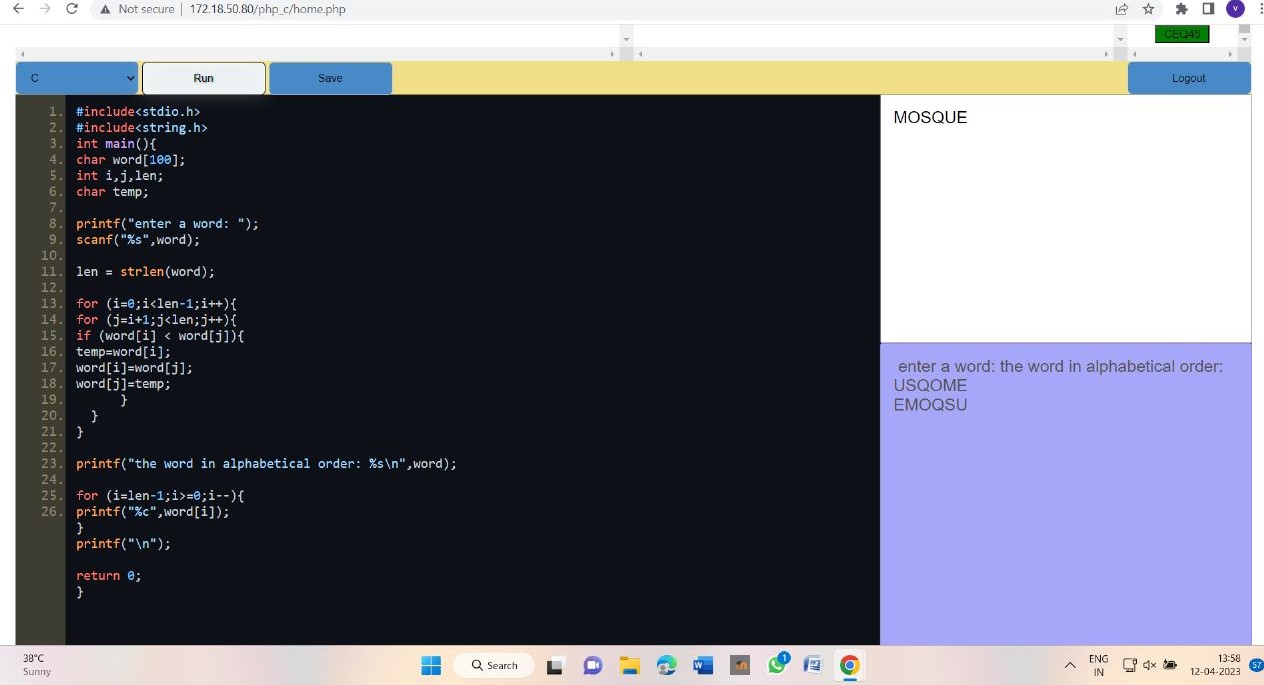 Not secure | 172.18.50.80/php_c/home.php
V
CEQ45
C Run Save Logout
1. #include<stdio.h>
2. #include<string.h>
3. int main(){
4. char word[100];
5. int i,j,len;
6. char temp;
7.
8. printf("enter a word: ");
9. scanf("%s",word);
10.
11. len = strlen(word);
12.
13. for (i=0;i<len-1;i++){
14. for (j=i+1;j<len;j++){
15. if (word[i] < word[j]){
16. temp=word[i];
17. word[i]=word[j];
18. word[j]=temp;
19. }
20. }
21. }
22.
23. printf("the word in alphabetical order: %s\n",word);
24.
25. for (i=len-1;i>=0;i--){
26. printf("%c",word[i]);
}
printf("\n");
return 0;
}
MOSQUE
enter a word: the word in alphabetical order:
USQOME
EMOQSU
38°C
Sunny
Search
1
ENG
IN
13:58
12-04-2023
57